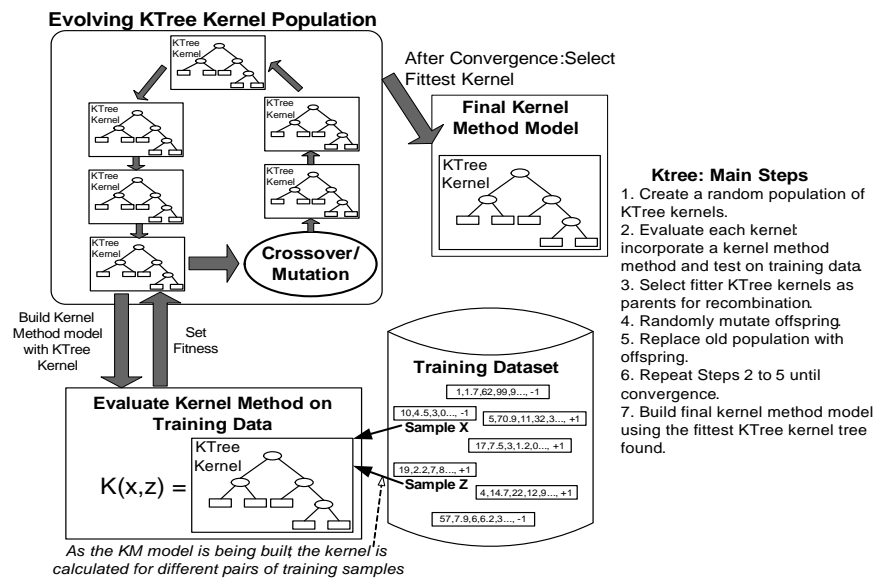 Evolving KTree Kernel Population
KTree
Kernel
KTree
Kernel
KTree
Kernel
KTree
Kernel
KTree
Kernel
KTree
Kernel
KTree
Kernel
Crossover/
Mutation
After Convergence:Select
Fittest Kernel
Final Kernel
Method Model
KTree
Kernel
Build Kernel
Method model
with KTree
Kernel
Set
Fitness
Evaluate Kernel Method on
Training Data
K(x,z) =
KTree
Kernel
Training Dataset
1,1.7,62,99,9..., -1
10,4.5,3,0..., -1
Sample X
5,70.9,11,32,3..., +1
17,7.5,3,1.2,0..., +1
19,2.2,7,8..., +1
Sample Z
4,14.7,22,12,9..., +1
57,7.9,6,6.2,3..., -1
As the KM model is being built, the kernel is
calculated for different pairs of training samples
Ktree: Main Steps
1. Create a random population of
KTree kernels.
2. Evaluate each kernel:
incorporate a kernel method
method and test on training data.
3. Select fitter KTree kernels as
parents for recombination.
4. Randomly mutate offspring.
5. Replace old population with
offspring.
6. Repeat Steps 2 to 5 until
convergence.
7. Build final kernel method model
using the fittest KTree kernel tree
found.